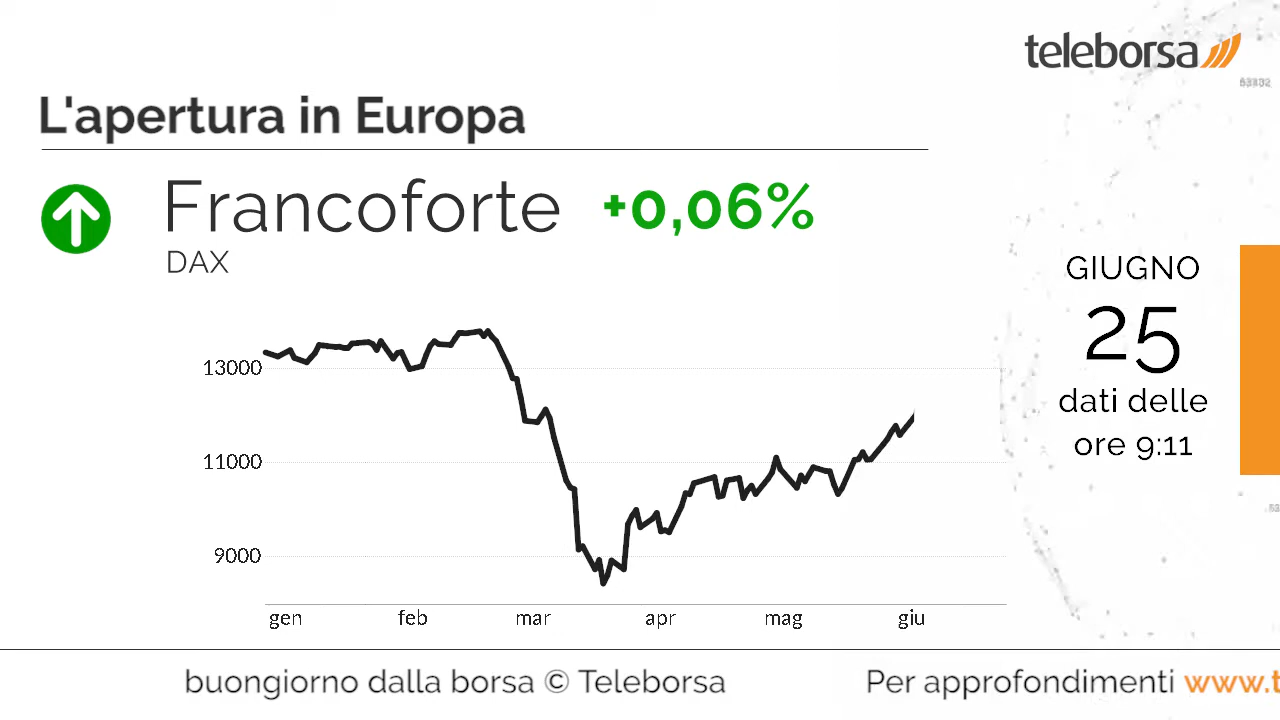 teleborsa
L'apertura in Europa
Francoforte +0,06%
DAX
GIUGNO
25
dati delle
ore 9:11
13000
11000
9000
gen feb mar apr mag giu
buongiorno dalla borsa © Teleborsa Per approfondimenti www.t